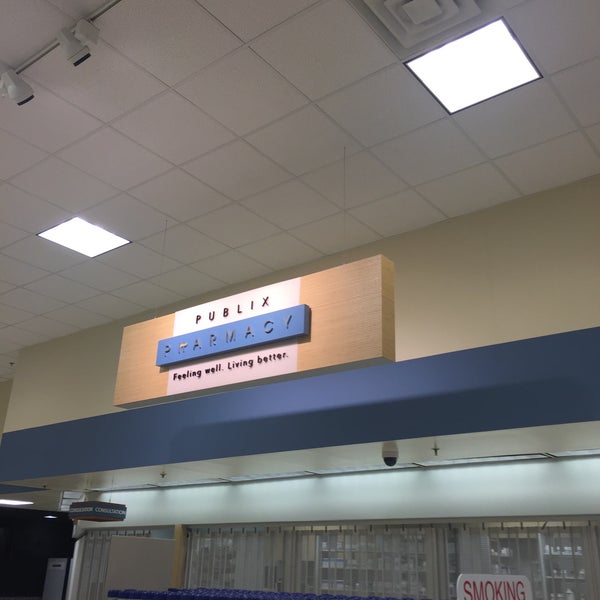 PUBLIX
PHARMACY
Feeling well. Living better.
CONSULTATION
SMOKING